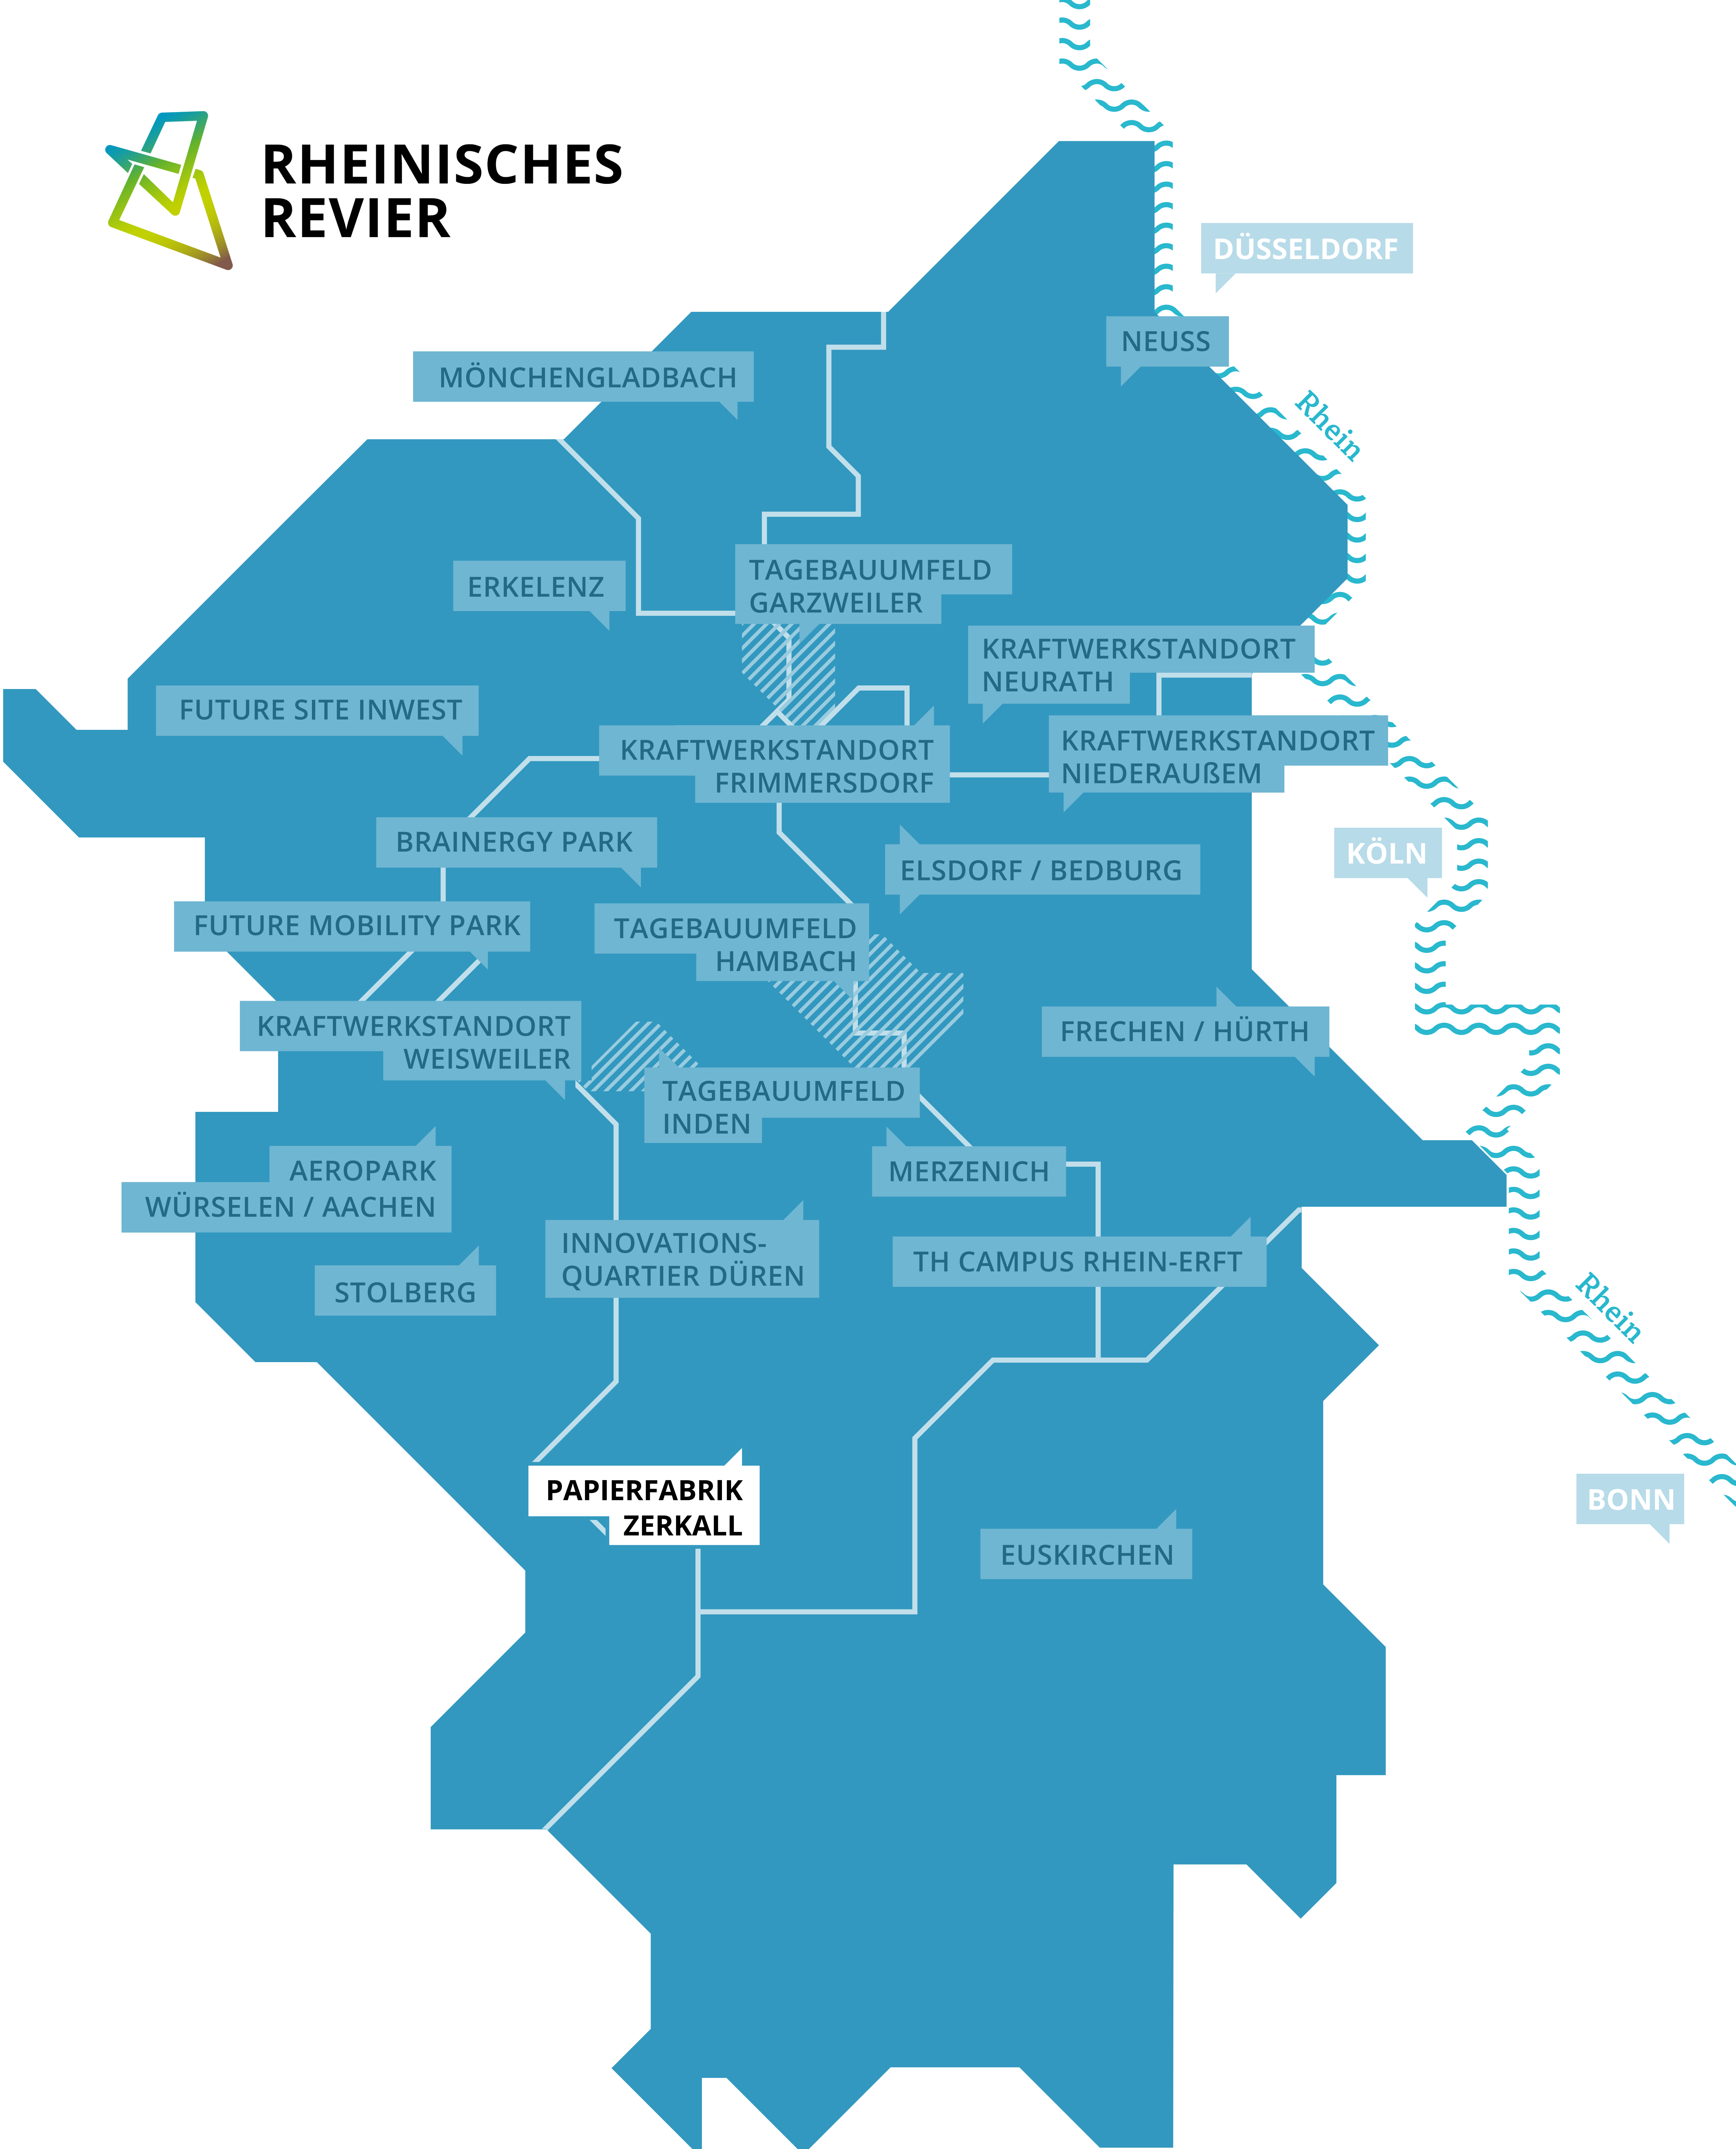 RHEINISCHES
REVIER
DÜSSELDORF
NEUSS
MÖNCHENGLADBACH
Rhein
ERKELENZ
TAGEBAUUMFELD
GARZWEILER
KRAFTWERKSTANDORT
NEURATH
FUTURE SITE INWEST
KRAFTWERKSTANDORT
FRIMMERSDORF
KRAFTWERKSTANDORT
NIEDERAUßEM
BRAINERGY PARK
ELSDORF / BEDBURG
KÖLN
FUTURE MOBILITY PARK
TAGEBAUUMFELD
HAMBACH
KRAFTWERKSTANDORT
WEISWEILER
FRECHEN / HÜRTH
TAGEBAUUMFELD
INDEN
AEROPARK
WÜRSELEN / AACHEN
MERZENICH
INNOVATIONS-
QUARTIER DÜREN
TH CAMPUS RHEIN-ERFT
STOLBERG
Rhein
PAPIERFABRIK
ZERKALL
BONN
EUSKIRCHEN